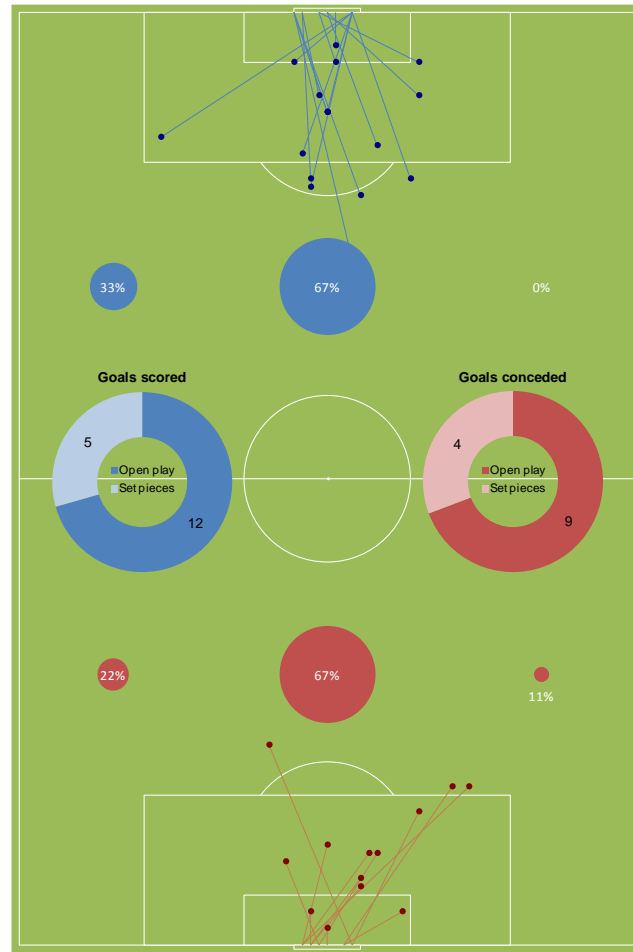 33%
67%
0%
Goals scored
Goals conceded
5
4
Open play
Set pieces
Open play
Set pieces
12
9
22%
67%
11%